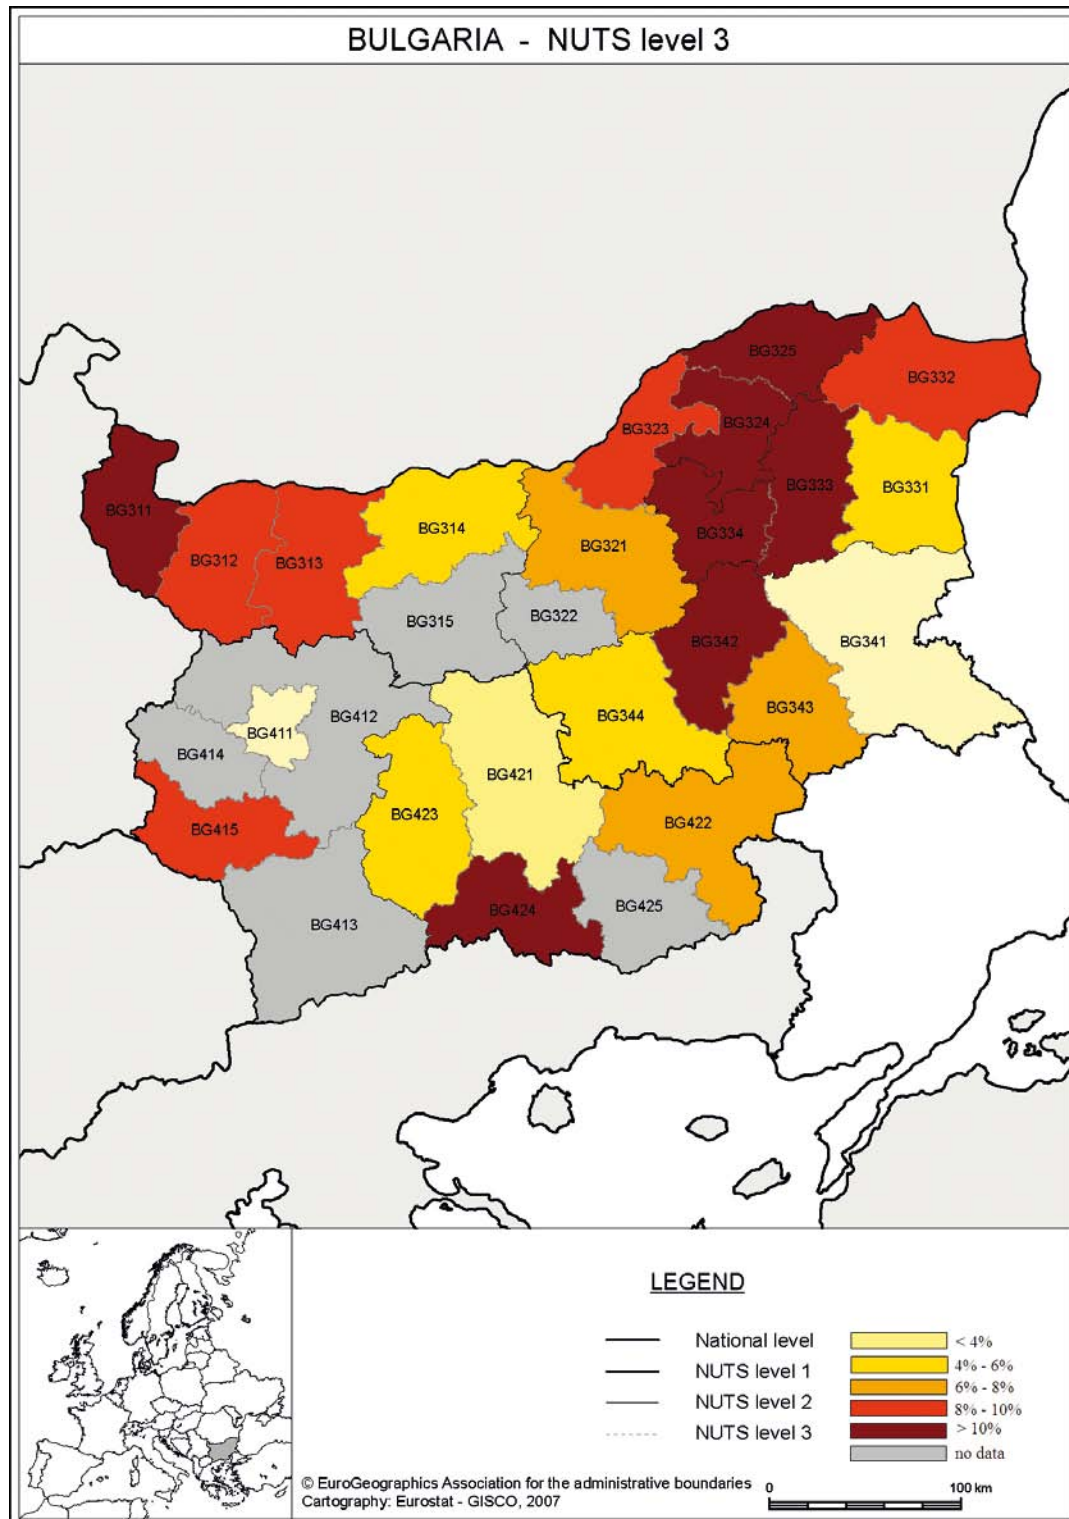 BULGARIA - NUTS level 3
BG325
BG332
BG324
BG323
BG311
BG333
BG331
BG314
BG334
BG321
BG312
BG313
BG315
BG322
BG342
BG341
BG343
BG344
BG412
BG411
BG414
BG421
BG423
BG422
BG415
BG425
BG424
BG413
LEGEND
National level
NUTS level 1
NUTS level 2
NUTS level 3
< 4%
4% - 6%
6% - 8%
8% - 10%
> 10%
no data
© EuroGeographics Association for the administrative boundaries
Cartography: Eurostat - GISCO, 2007
0 100 km